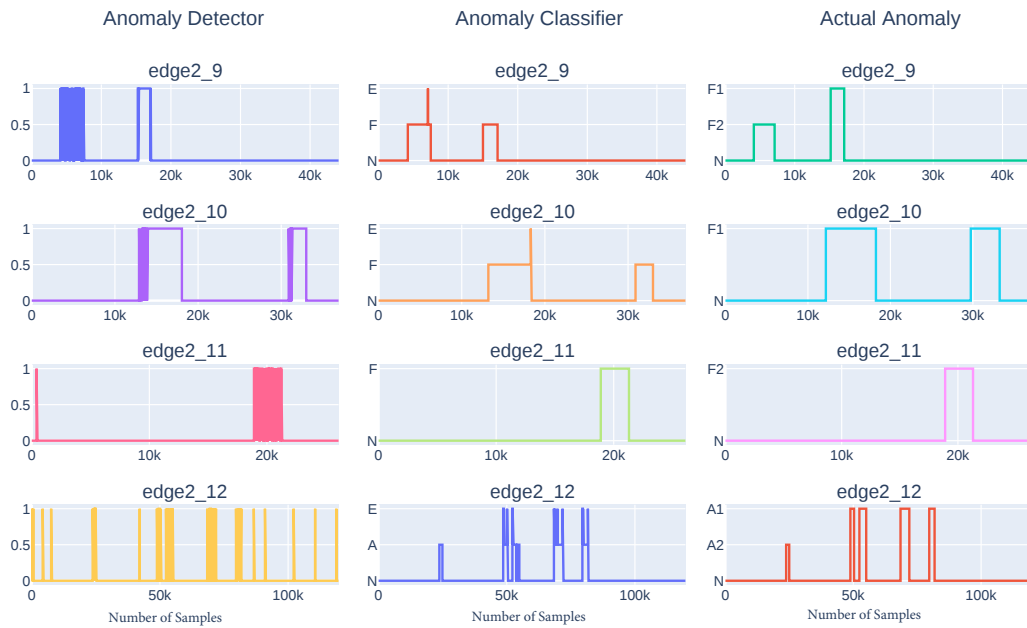 Anomaly Detector Anomaly Classifier Actual Anomaly
edge2_9 edge2_9 edge2_9
1 E F1
0.5 F F2
0 N N
0 10k 20k 30k 40k 0 10k 20k 30k 40k 0 10k 20k 30k 40k
edge2_10 edge2_10 edge2_10
1 E F1
0.5 F
0 N N
0 10k 20k 30k 0 10k 20k 30k 0 10k 20k 30k
edge2_11 edge2_11 edge2_11
1 F F2
0.5
0 N N
0 10k 20k 0 10k 20k 0 10k 20k
edge2_12 edge2_12 edge2_12
1 E A1
0.5 A A2
0 N N
0 50k 100k 0 50k 100k 0 50k 100k
Number of Samples Number of Samples Number of Samples